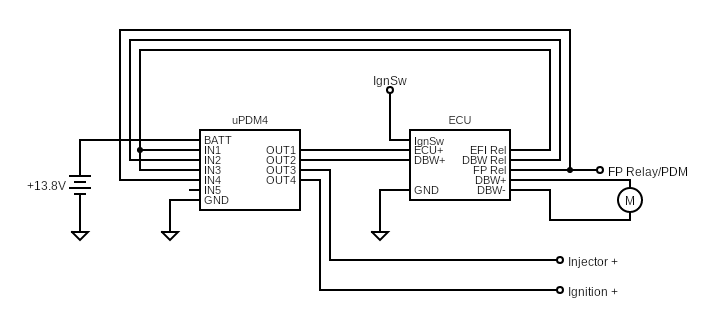 IgnSw
uPDM4
ECU
BATT
IN1
IN2
IN3
IN4
IN5
GND
OUT1
OUT2
OUT3
OUT4
IgnSw
ECU+
DBW+
GND
EFI Rel
DBW Rel
FP Rel
DBW+
DBW-
FP Relay/PDM
+13.8V
M
Injector +
Ignition +